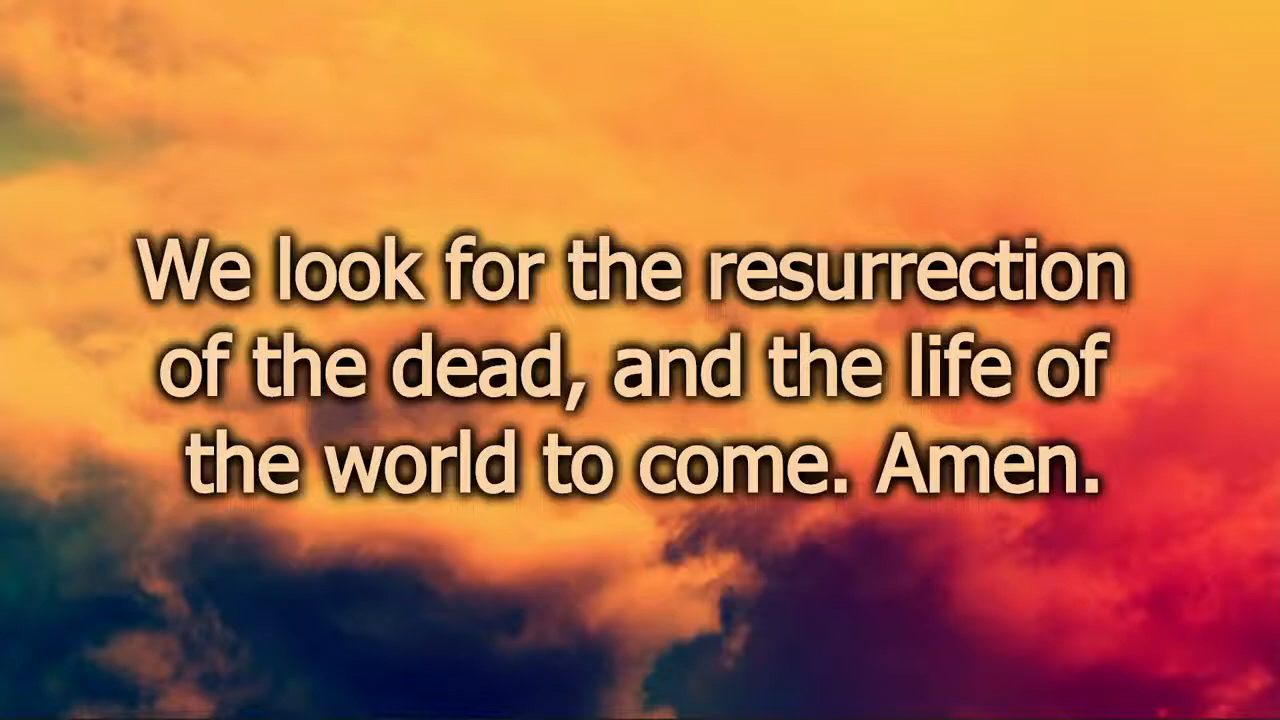 We look for the resurrection
of the dead, and the life of
the world to come. Amen.